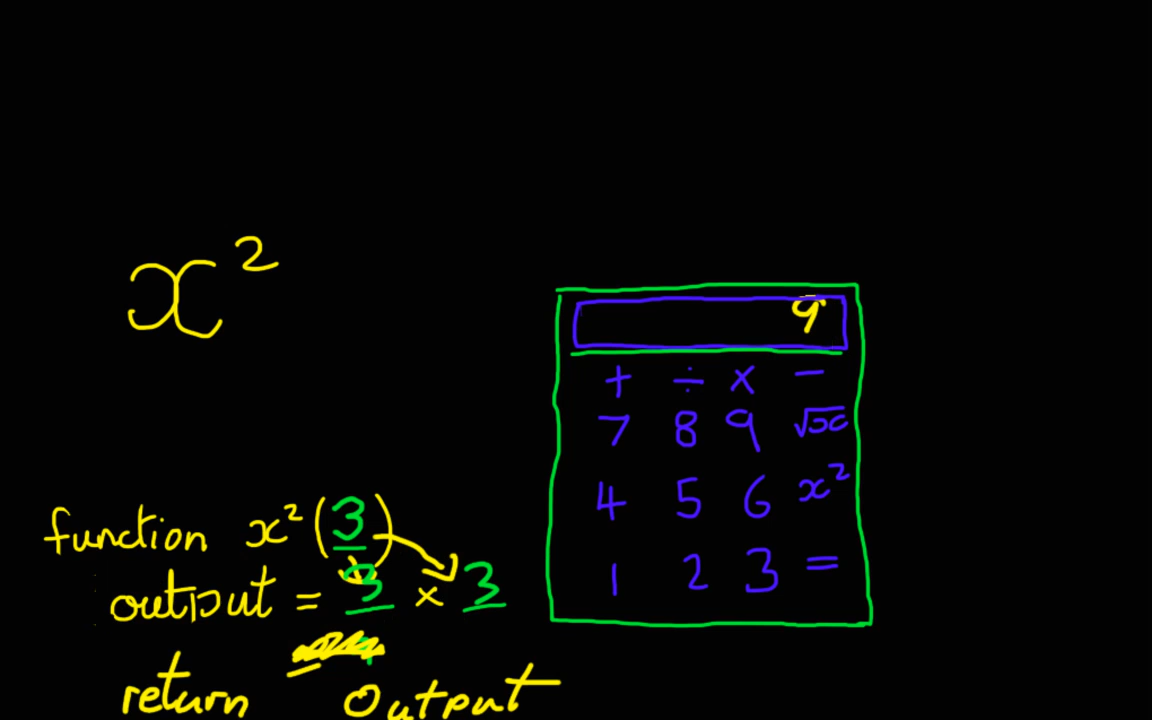 x²
9
+ ÷ × −
7 8 9 √x
4 5 6 x²
1 2 3 =
function x²(3)
output = 3 × 3
return output